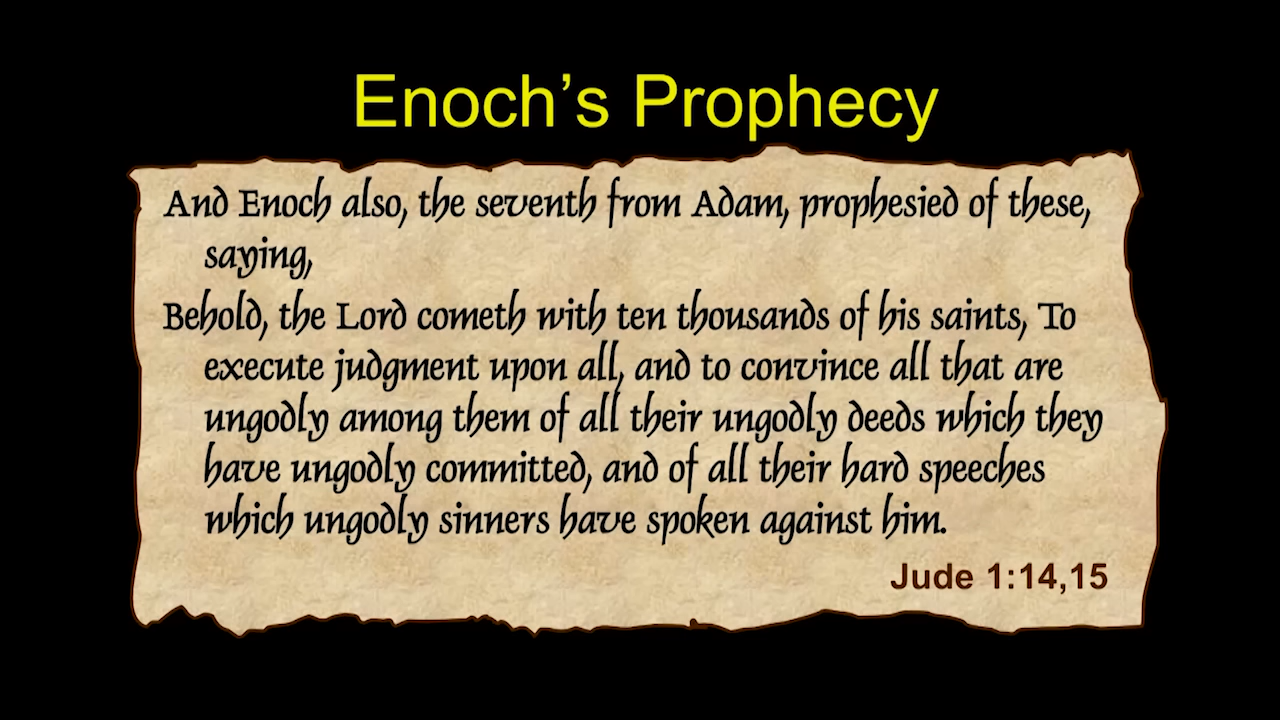 Enoch’s Prophecy
And Enoch also, the seventh from Adam, prophesied of these,
saying,
Behold, the Lord cometh with ten thousands of his saints, To
execute judgment upon all, and to convince all that are
ungodly among them of all their ungodly deeds which they
have ungodly committed, and of all their hard speeches
which ungodly sinners have spoken against him.
Jude 1:14,15